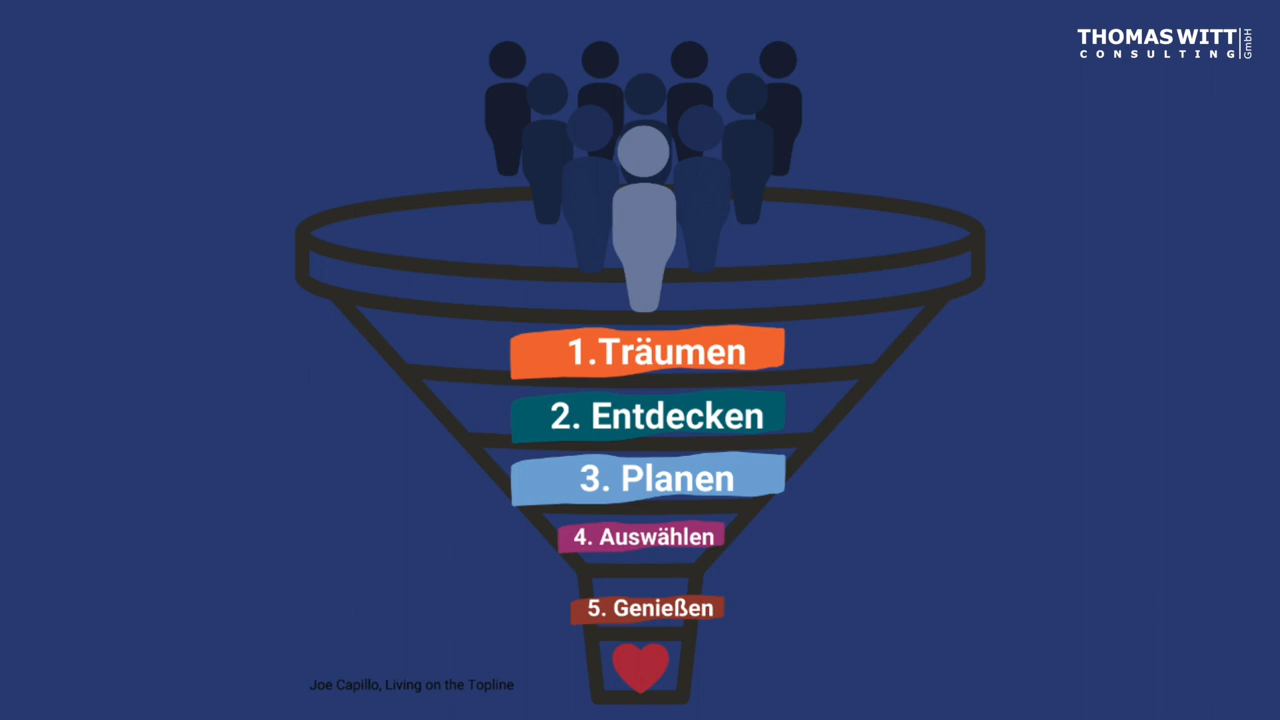 THOMAS WITT
CONSULTING
GmbH
1.Träumen
2. Entdecken
3. Planen
4. Auswählen
5. Genießen
Joe Capillo, Living on the Topline